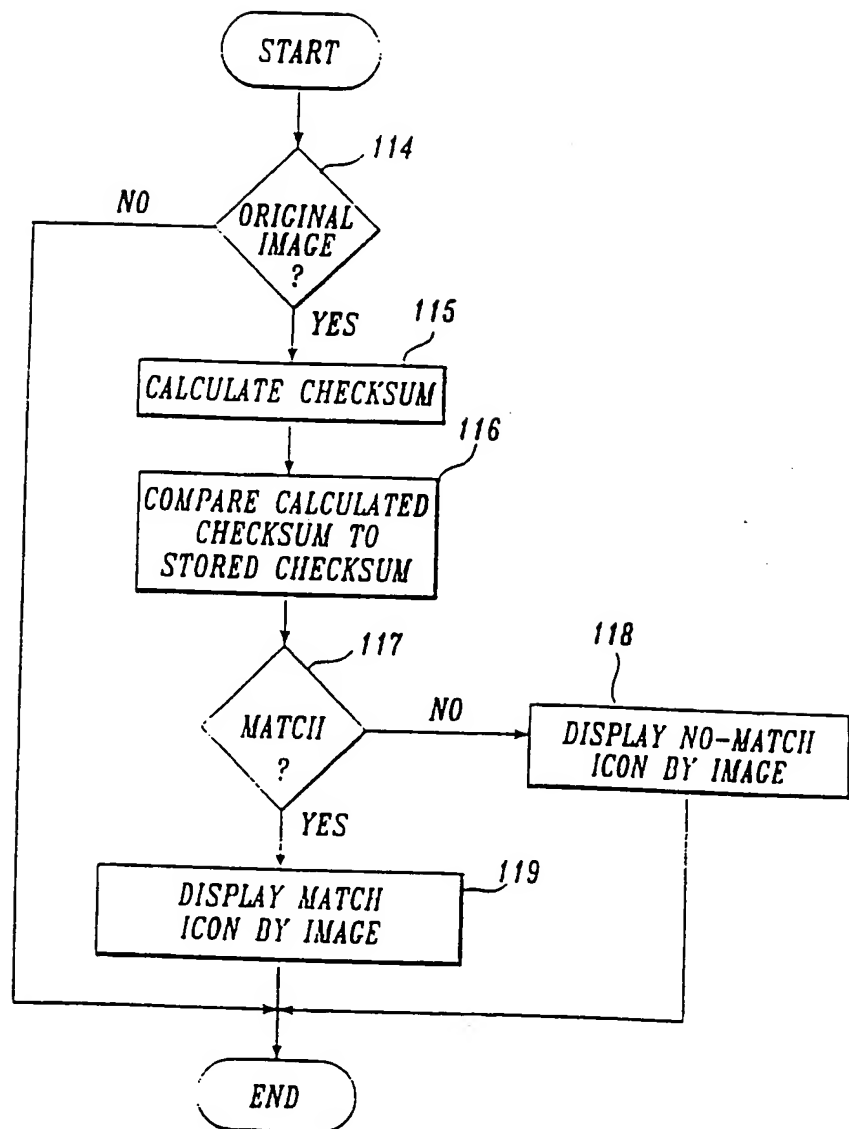 START
114
NO
ORIGINAL
IMAGE
?
YES
115
CALCULATE CHECKSUM
116
COMPARE CALCULATED
CHECKSUM TO
STORED CHECKSUM
117
MATCH
?
NO
118
DISPLAY NO-MATCH
ICON BY IMAGE
YES
119
DISPLAY MATCH
ICON BY IMAGE
END